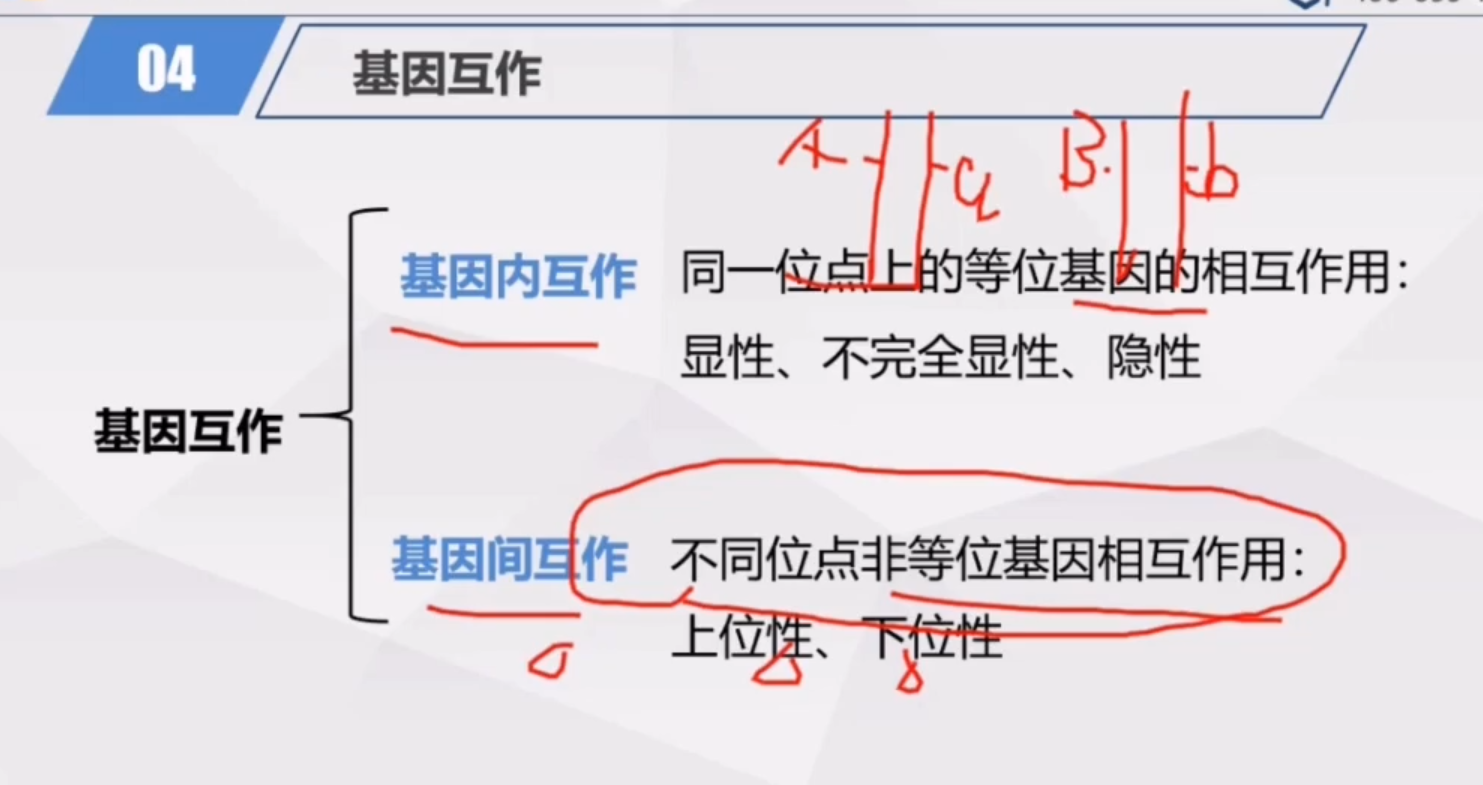 04 基因互作
A a B b
基因内互作 同一位点上的等位基因的相互作用：
显性、不完全显性、隐性
基因互作
基因间互作 不同位点非等位基因相互作用：
上位性、下位性